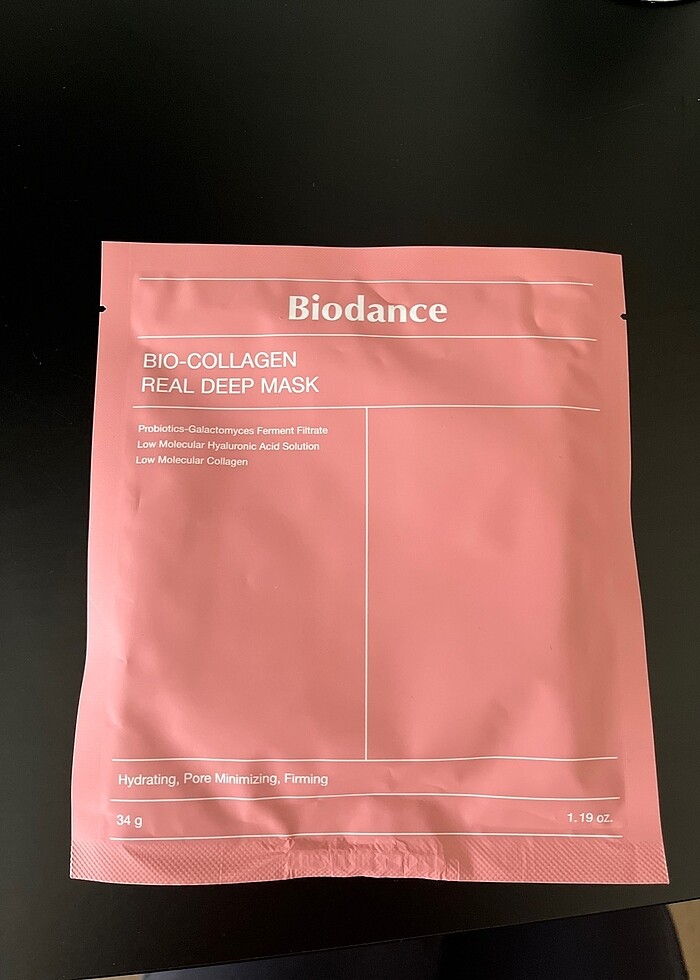 Biodance
BIO-COLLAGEN
REAL DEEP MASK
Probiotics-Galactomyces Ferment Filtrate
Low Molecular Hyaluronic Acid Solution
Low Molecular Collagen
Hydrating, Pore Minimizing, Firming
34 g 1.19 oz.